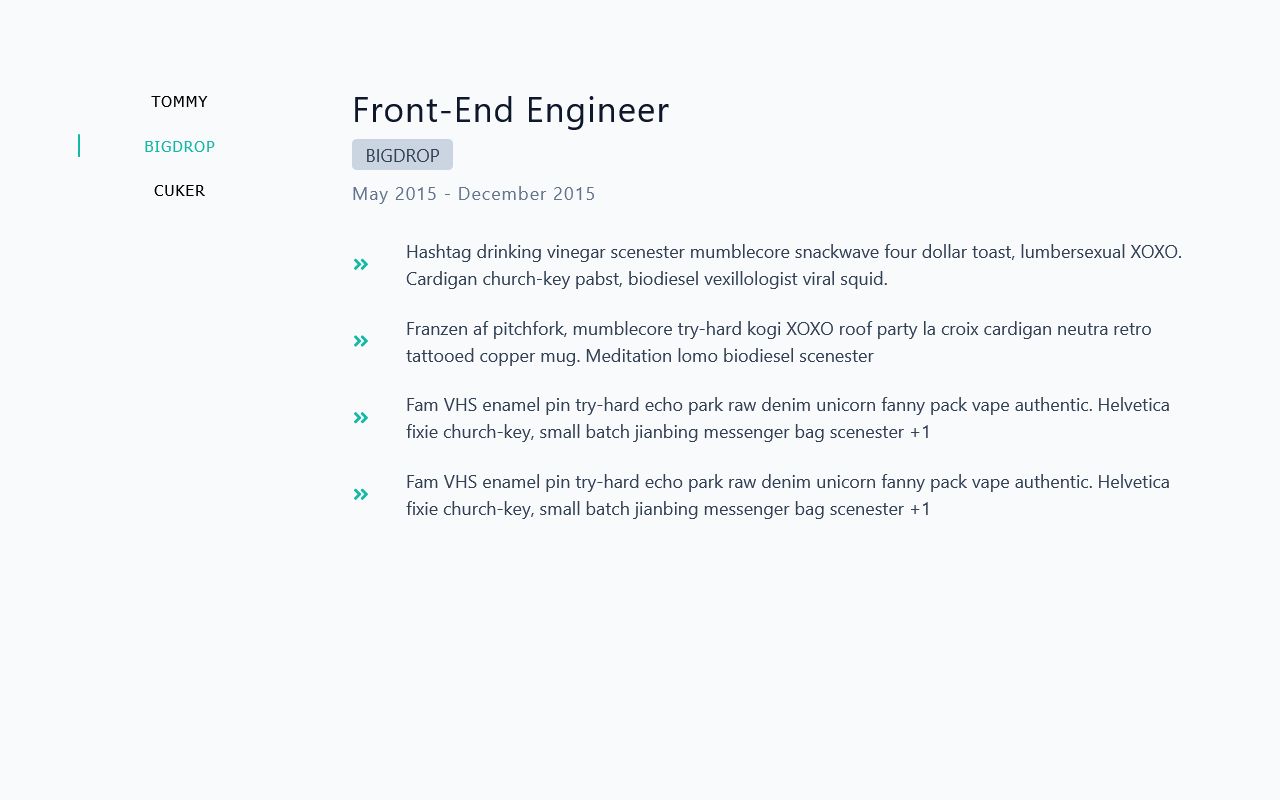 TOMMY
BIGDROP
CUKER
Front-End Engineer
BIGDROP
May 2015 - December 2015
Hashtag drinking vinegar scenester mumblecore snackwave four dollar toast, lumbersexual XOXO.
Cardigan church-key pabst, biodiesel vexillologist viral squid.
Franzen af pitchfork, mumblecore try-hard kogi XOXO roof party la croix cardigan neutra retro
tattooed copper mug. Meditation lomo biodiesel scenester
Fam VHS enamel pin try-hard echo park raw denim unicorn fanny pack vape authentic. Helvetica
fixie church-key, small batch jianbing messenger bag scenester +1
Fam VHS enamel pin try-hard echo park raw denim unicorn fanny pack vape authentic. Helvetica
fixie church-key, small batch jianbing messenger bag scenester +1